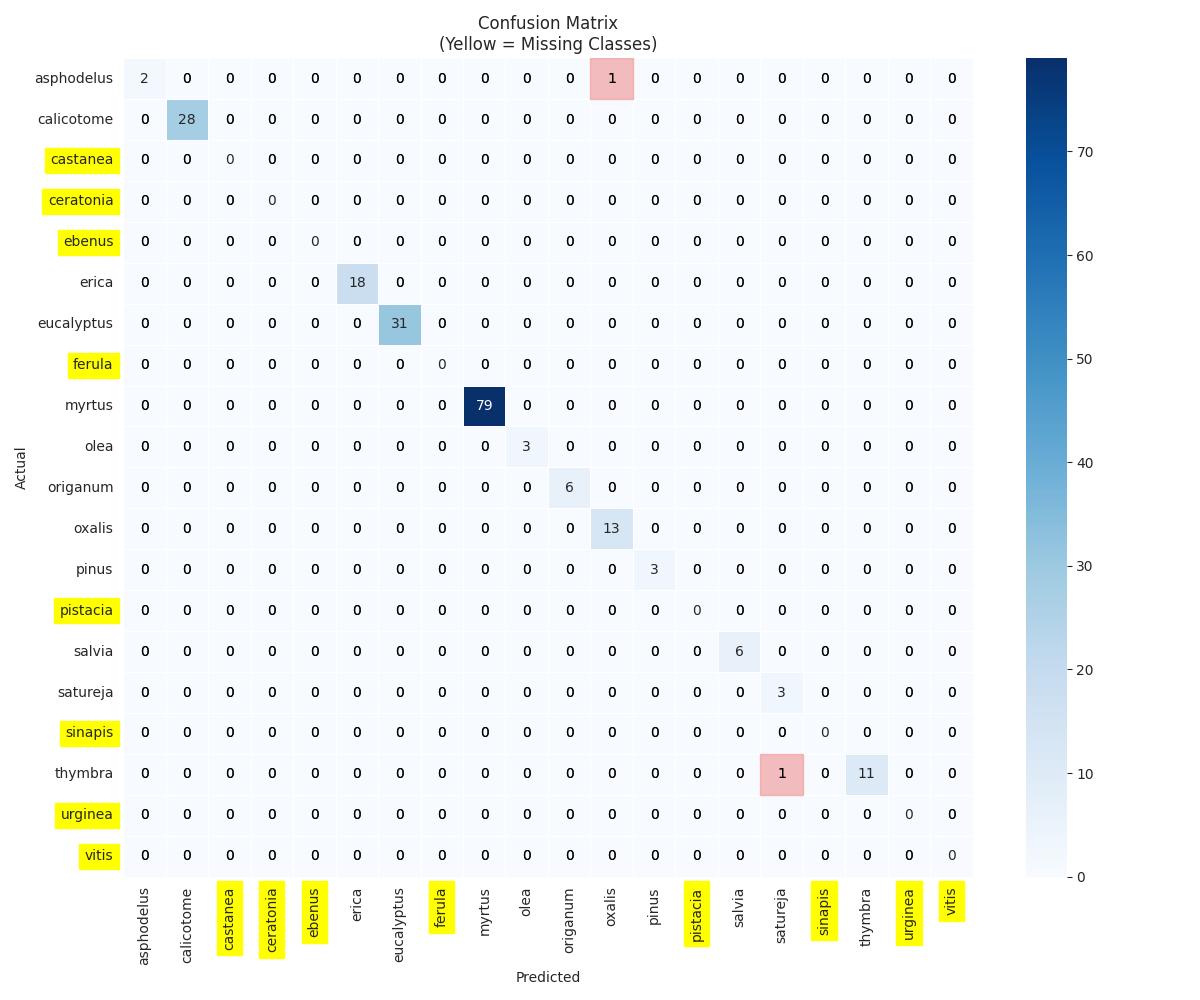 Confusion Matrix
(Yellow = Missing Classes)
Actual
asphodelus 2 0 0 0 0 0 0 0 0 0 0 1 0 0 0 0 0 0 0 0
calicotome 0 28 0 0 0 0 0 0 0 0 0 0 0 0 0 0 0 0 0 0
castanea 0 0 0 0 0 0 0 0 0 0 0 0 0 0 0 0 0 0 0 0
ceratonia 0 0 0 0 0 0 0 0 0 0 0 0 0 0 0 0 0 0 0 0
ebenus 0 0 0 0 0 0 0 0 0 0 0 0 0 0 0 0 0 0 0 0
erica 0 0 0 0 0 18 0 0 0 0 0 0 0 0 0 0 0 0 0 0
eucalyptus 0 0 0 0 0 0 31 0 0 0 0 0 0 0 0 0 0 0 0 0
ferula 0 0 0 0 0 0 0 0 0 0 0 0 0 0 0 0 0 0 0 0
myrtus 0 0 0 0 0 0 0 0 79 0 0 0 0 0 0 0 0 0 0 0
olea 0 0 0 0 0 0 0 0 0 3 0 0 0 0 0 0 0 0 0 0
origanum 0 0 0 0 0 0 0 0 0 0 6 0 0 0 0 0 0 0 0 0
oxalis 0 0 0 0 0 0 0 0 0 0 0 13 0 0 0 0 0 0 0 0
pinus 0 0 0 0 0 0 0 0 0 0 0 0 3 0 0 0 0 0 0 0
pistacia 0 0 0 0 0 0 0 0 0 0 0 0 0 0 0 0 0 0 0 0
salvia 0 0 0 0 0 0 0 0 0 0 0 0 0 0 6 0 0 0 0 0
satureja 0 0 0 0 0 0 0 0 0 0 0 0 0 0 0 3 0 0 0 0
sinapis 0 0 0 0 0 0 0 0 0 0 0 0 0 0 0 0 0 0 0 0
thymbra 0 0 0 0 0 0 0 0 0 0 0 0 0 0 0 1 0 11 0 0
urginea 0 0 0 0 0 0 0 0 0 0 0 0 0 0 0 0 0 0 0 0
vitis 0 0 0 0 0 0 0 0 0 0 0 0 0 0 0 0 0 0 0 0
asphodelus calicotome castanea ceratonia ebenus erica eucalyptus ferula myrtus olea origanum oxalis pinus pistacia salvia satureja sinapis thymbra urginea vitis
Predicted
70
60
50
40
30
20
10
0